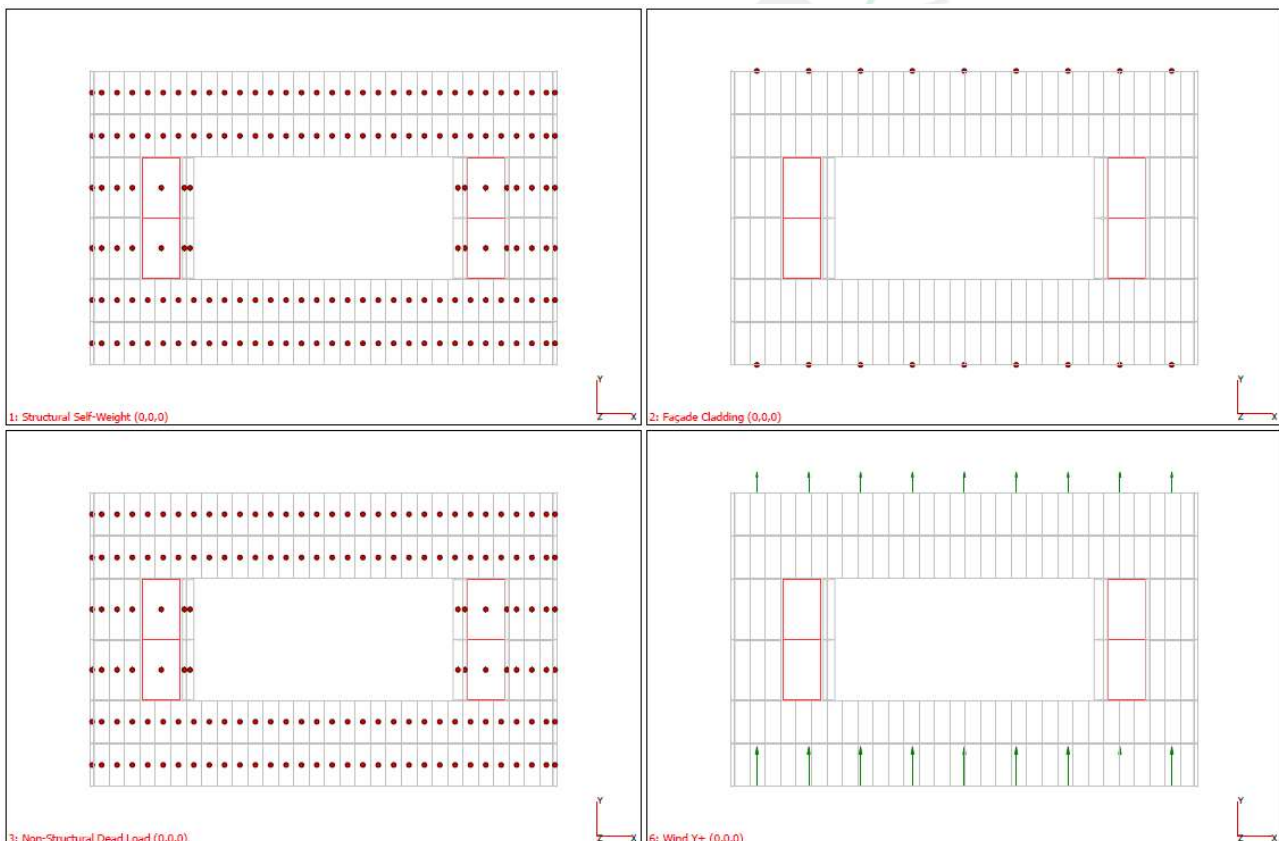 Y
Z X
1: Structural Self-Weight (0,0,0)
Y
Z X
2: Façade Cladding (0,0,0)
Y
Z X
3: Non-Structural Dead Load (0,0,0)
Y
Z X
6: Wind Y+ (0,0,0)